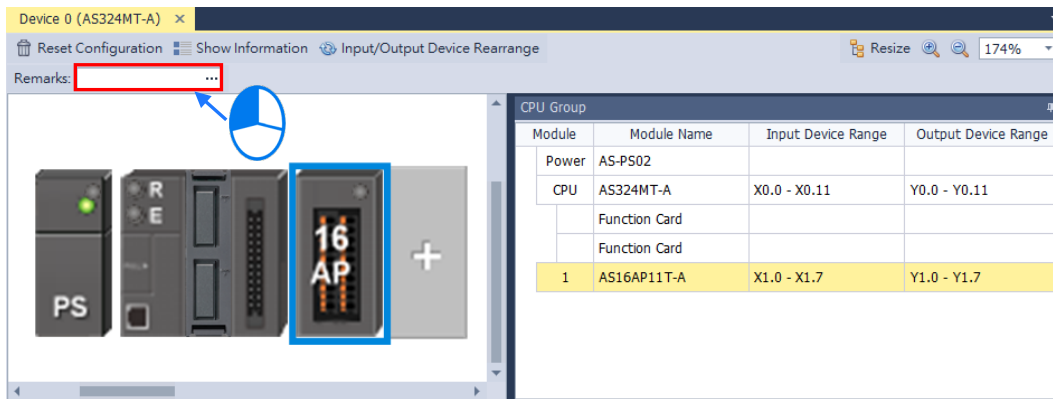 Device 0 (AS324MT-A) ×
Reset Configuration Show Information Input/Output Device Rearrange Resize 174%
Remarks: ...
CPU Group
Module Module Name Input Device Range Output Device Range
Power AS-PS02
CPU AS324MT-A X0.0 - X0.11 Y0.0 - Y0.11
Function Card
Function Card
1 AS16AP11T-A X1.0 - X1.7 Y1.0 - Y1.7
PS
R
E
16
AP
+